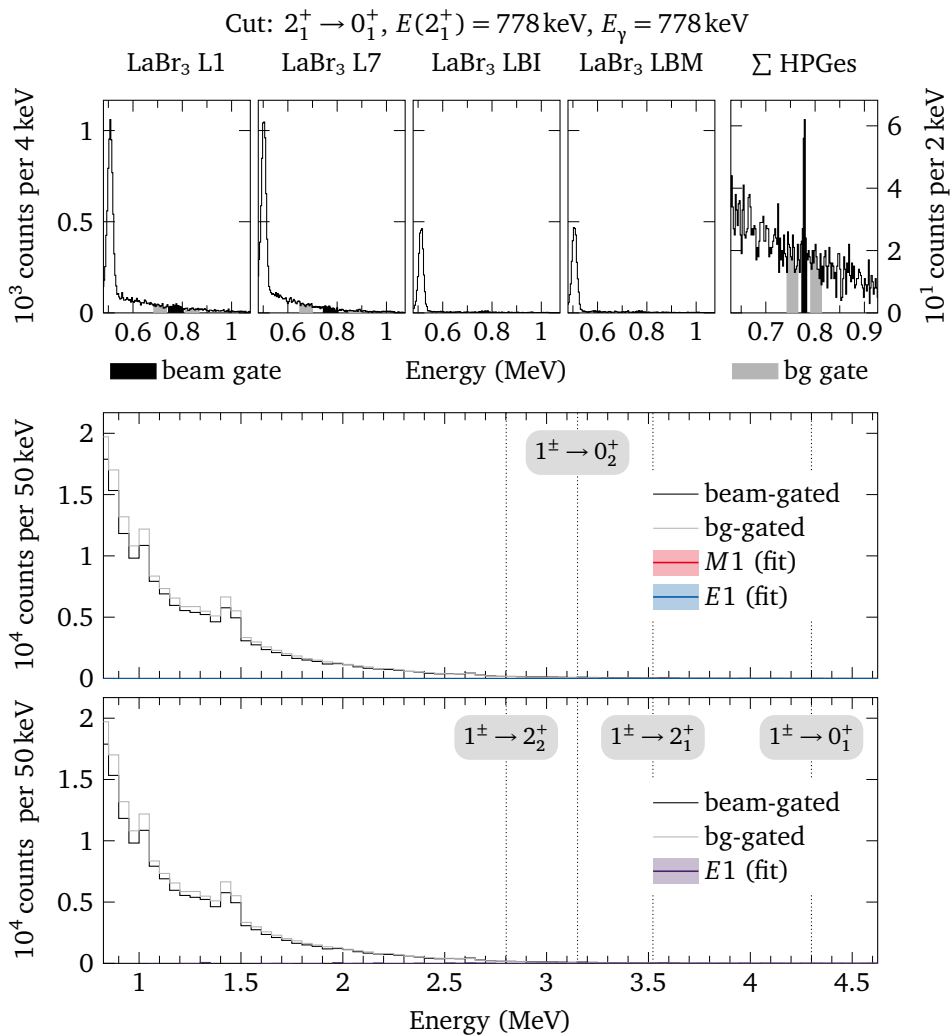 Cut: 2₁⁺ → 0₁⁺, E(2₁⁺) = 778 keV, E_γ = 778 keV
LaBr₃ L1 LaBr₃ L7 LaBr₃ LBI LaBr₃ LBM ∑ HPGes
10³ counts per 4 keV
1
0.5
0
0.6 0.8 1 0.6 0.8 1 0.6 0.8 1 0.6 0.8 1 0.7 0.8 0.9
6
4
2
0
10¹ counts per 2 keV
beam gate Energy (MeV) bg gate
10⁴ counts per 50 keV
2
1.5
1
0.5
0
1± → 0₂⁺
beam-gated
bg-gated
M1 (fit)
E1 (fit)
10⁴ counts per 50 keV
2
1.5
1
0.5
0
1± → 2₂⁺ 1± → 2₁⁺ 1± → 0₁⁺
beam-gated
bg-gated
E1 (fit)
1 1.5 2 2.5 3 3.5 4 4.5
Energy (MeV)